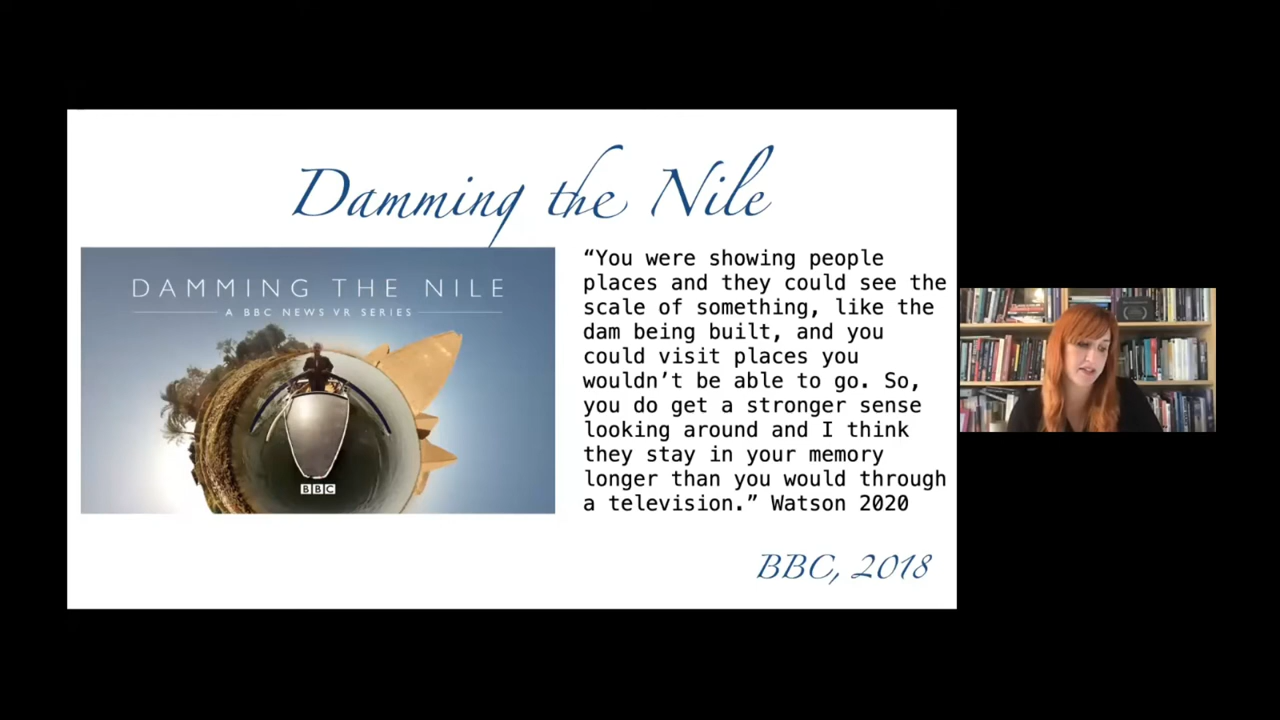 Damming the Nile
DAMMING THE NILE
A BBC NEWS VR SERIES
BBC
“You were showing people
places and they could see the
scale of something, like the
dam being built, and you
could visit places you
wouldn’t be able to go. So,
you do get a stronger sense
looking around and I think
they stay in your memory
longer than you would through
a television.” Watson 2020
BBC, 2018